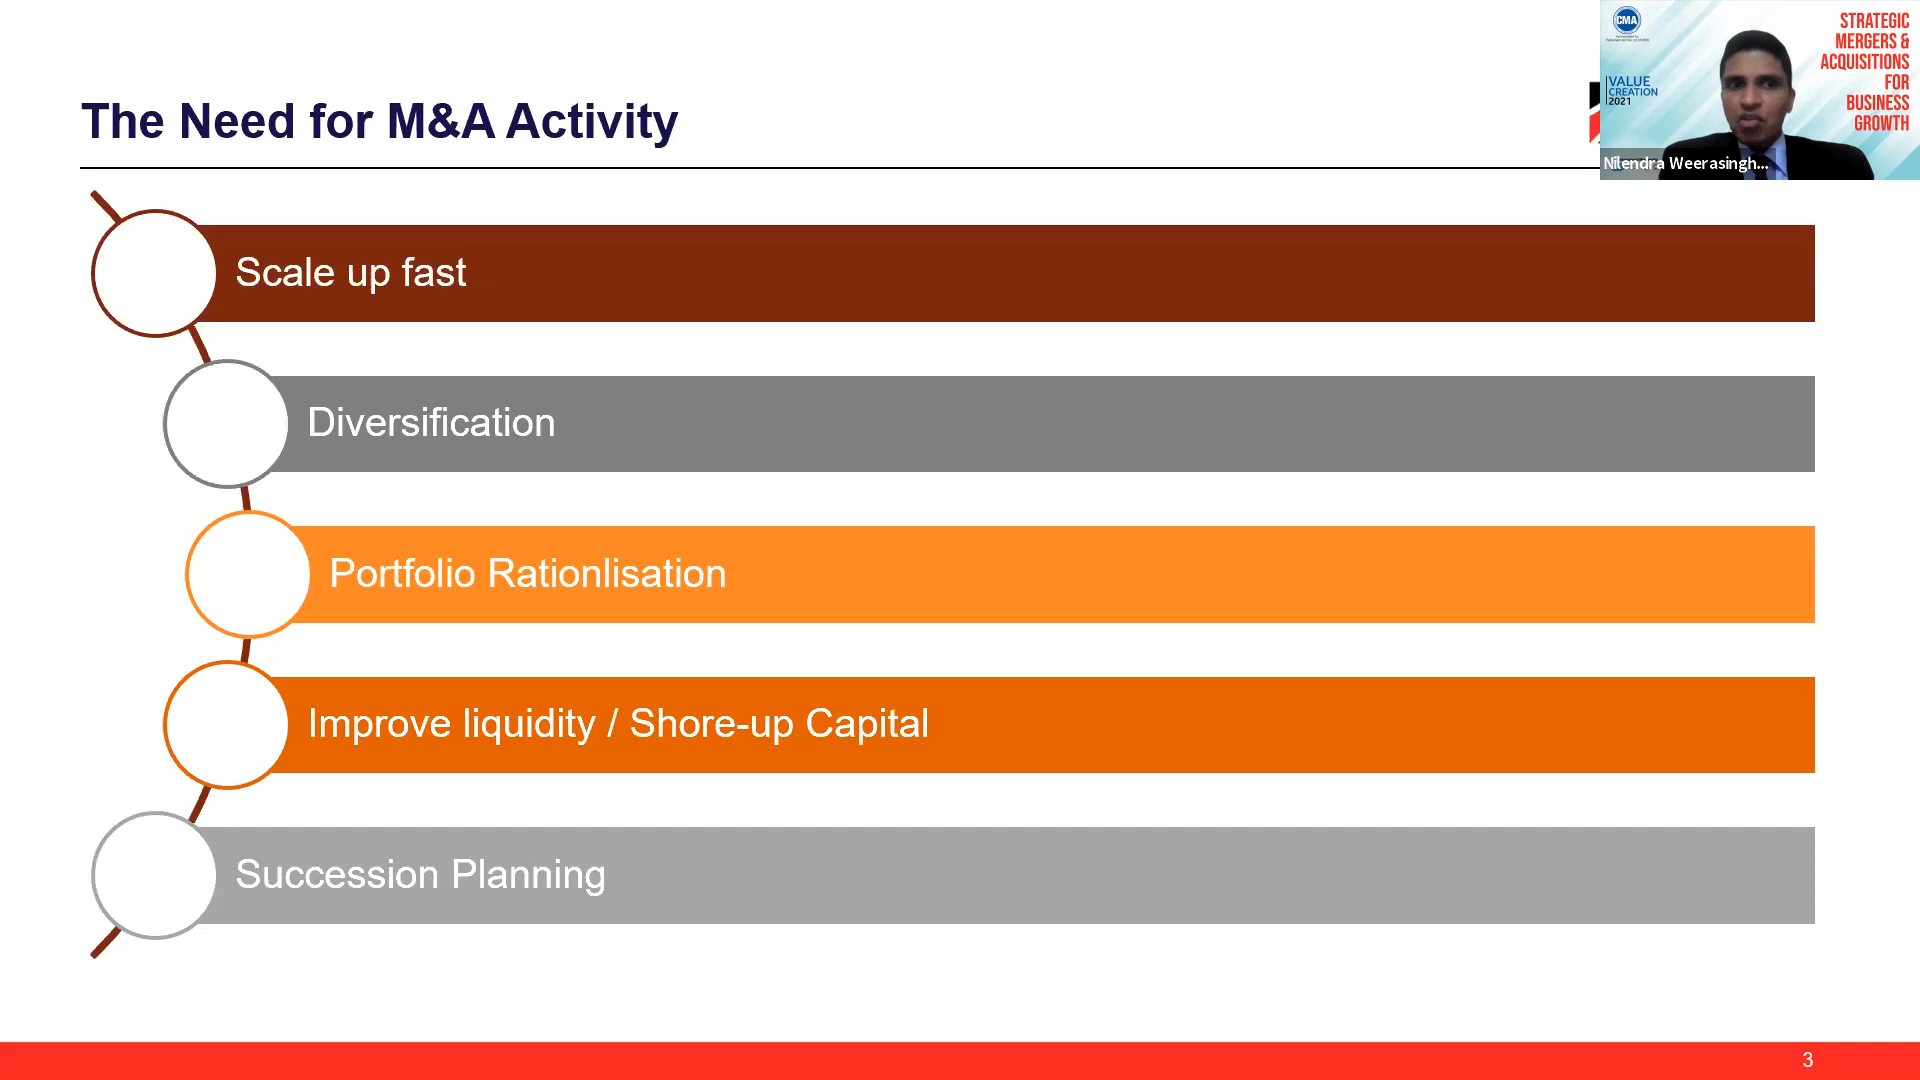 The Need for M&A Activity
CMA
VALUE
CREATION
2021
STRATEGIC
MERGERS &
ACQUISITIONS
FOR
BUSINESS
GROWTH
Nilendra Weerasingh...
Scale up fast
Diversification
Portfolio Rationlisation
Improve liquidity / Shore-up Capital
Succession Planning
3